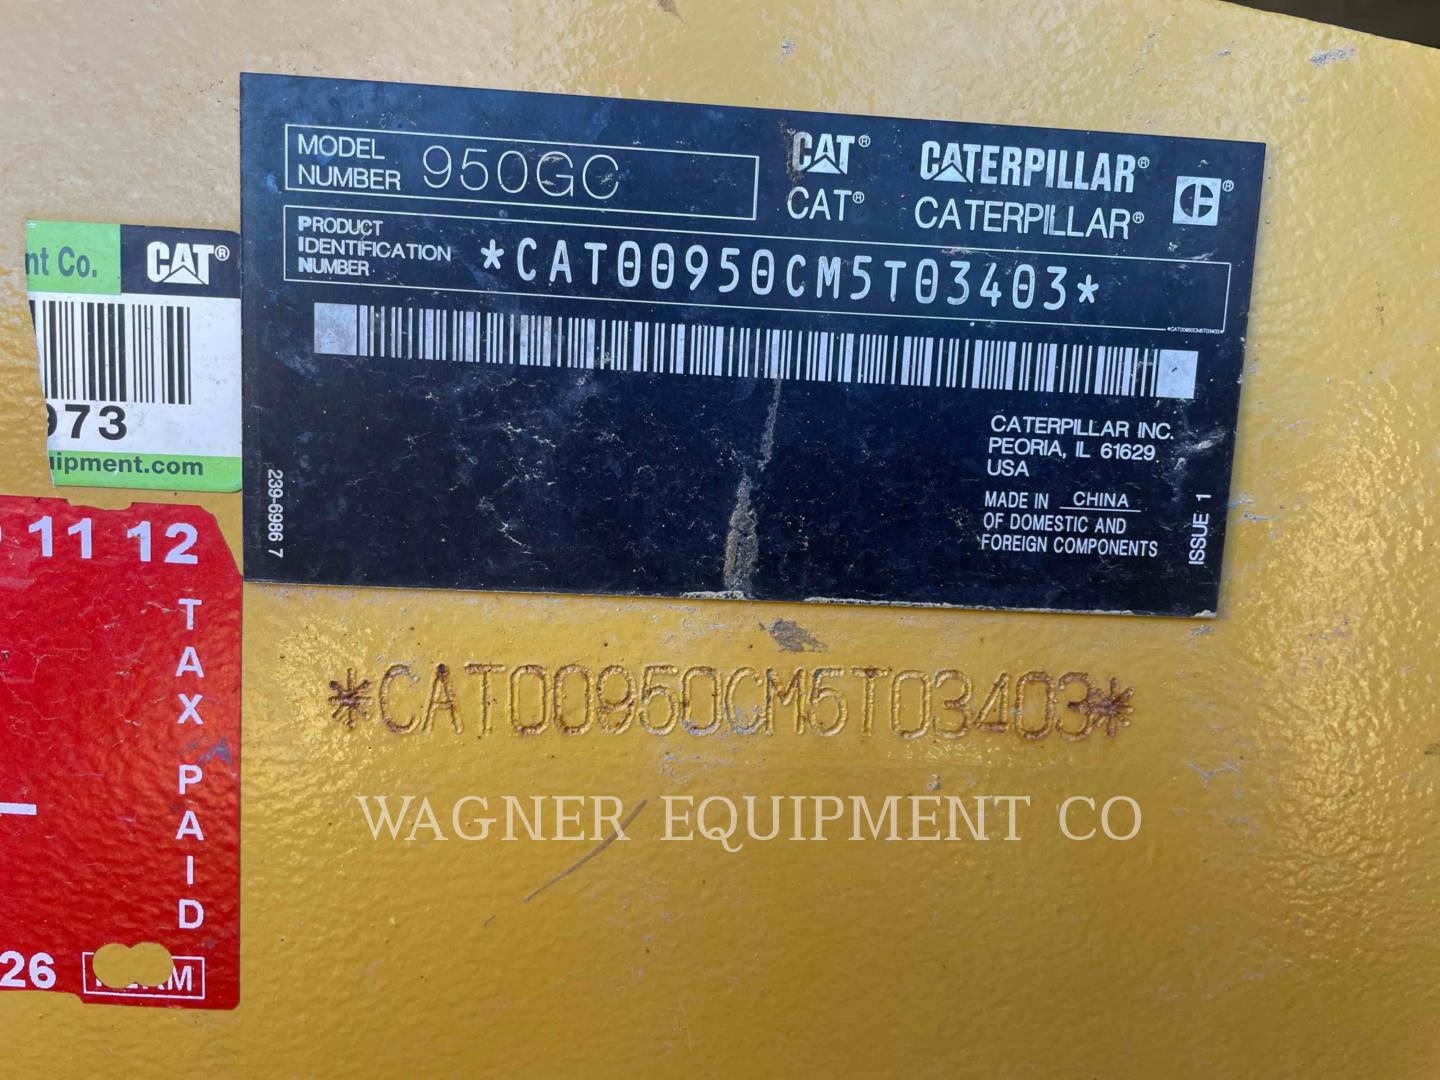 MODEL
NUMBER
950GC
CAT®
CAT®
CATERPILLAR®
CATERPILLAR®
®
PRODUCT
IDENTIFICATION
NUMBER
*CAT00950CM5T03403*
*CAT00950CM5T03403*
CATERPILLAR INC.
PEORIA, IL 61629
USA
MADE IN CHINA
OF DOMESTIC AND
FOREIGN COMPONENTS
ISSUE 1
239-6986 7
nt Co.
CAT®
973
ipment.com
11 12
TAX PAID
26
*CAT00950CM5T03403*
WAGNER EQUIPMENT CO